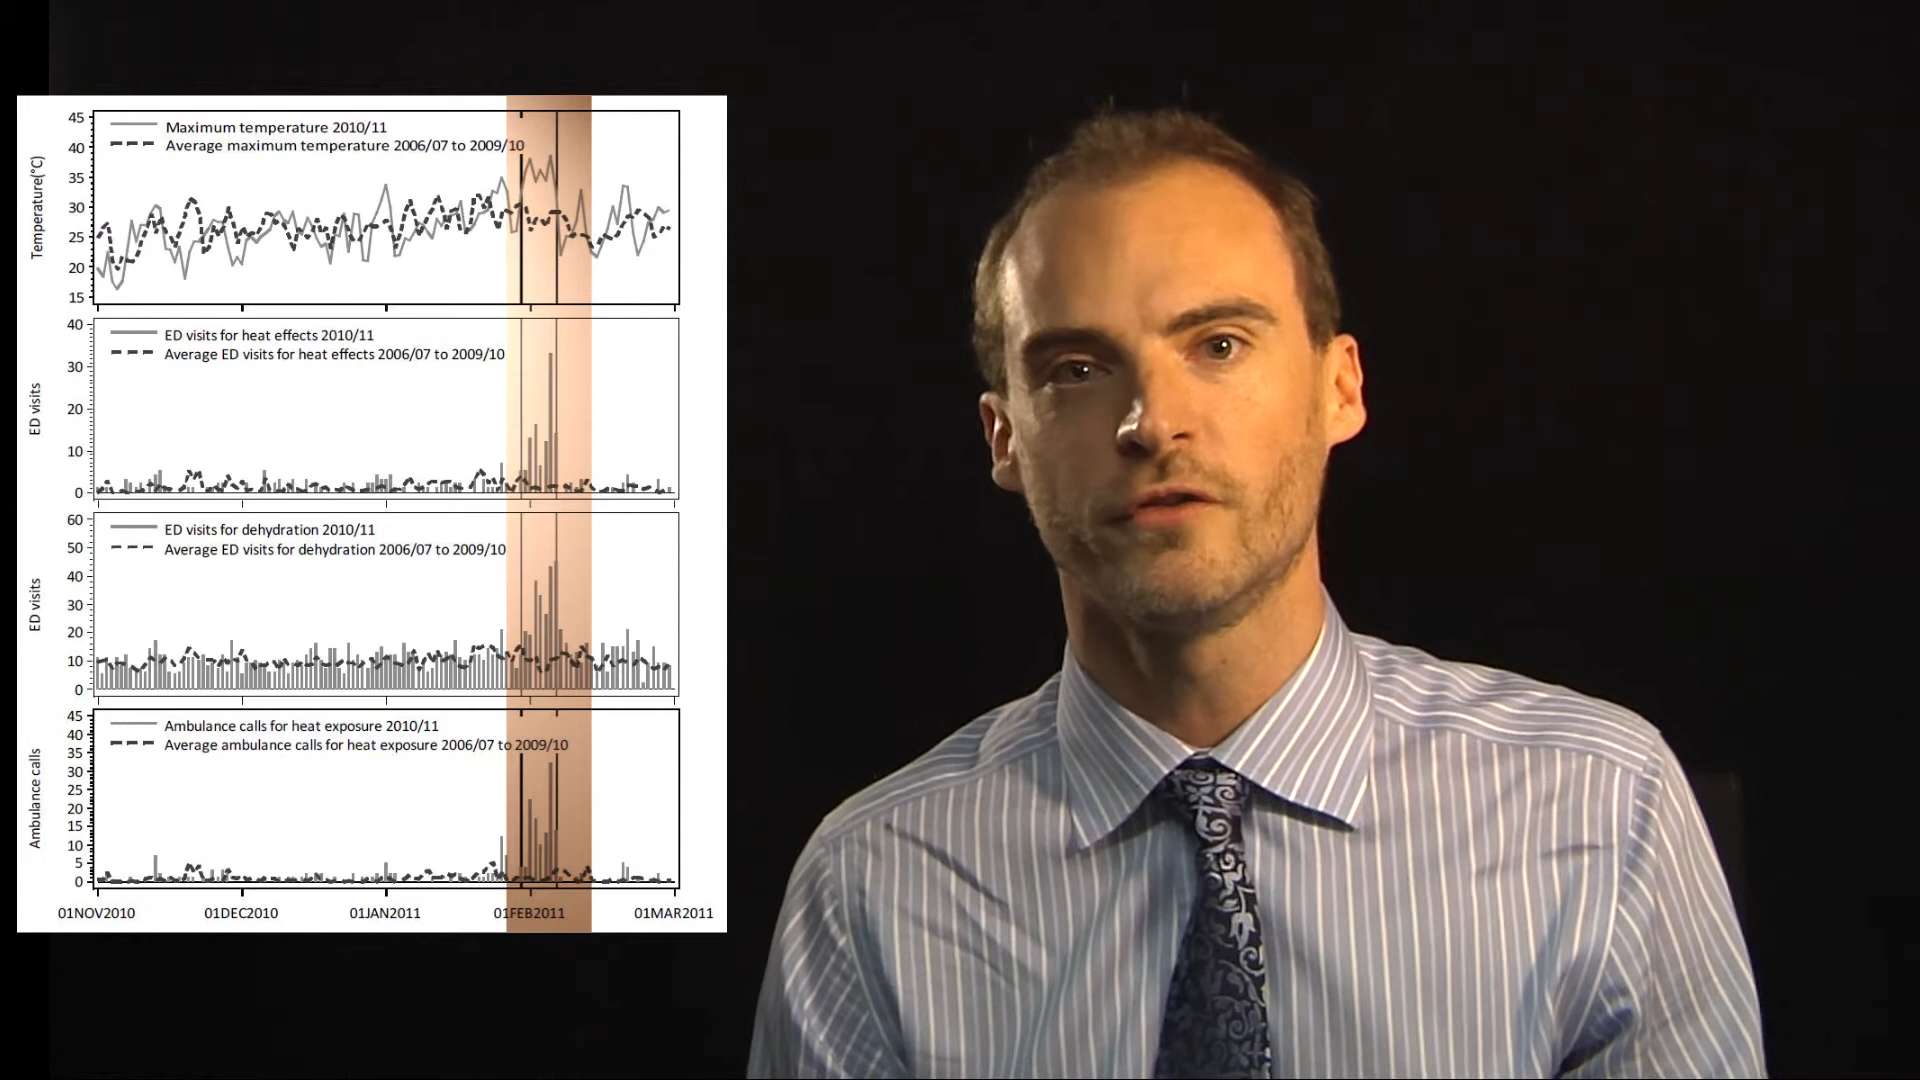 45
Maximum temperature 2010/11
40
Average maximum temperature 2006/07 to 2009/10
35
30
25
20
15
Temperature(°C)
40
ED visits for heat effects 2010/11
Average ED visits for heat effects 2006/07 to 2009/10
30
20
10
0
ED visits
60
ED visits for dehydration 2010/11
50
Average ED visits for dehydration 2006/07 to 2009/10
40
30
20
10
0
ED visits
45
Ambulance calls for heat exposure 2010/11
40
Average ambulance calls for heat exposure 2006/07 to 2009/10
35
30
25
20
15
10
5
0
Ambulance calls
01NOV2010 01DEC2010 01JAN2011 01FEB2011 01MAR2011